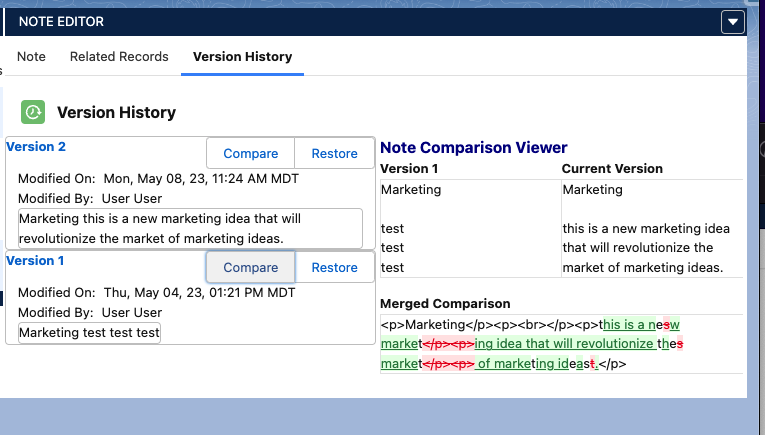 NOTE EDITOR
Note Related Records Version History
Version History
Version 2 Compare Restore
Modified On: Mon, May 08, 23, 11:24 AM MDT
Modified By: User User
Marketing this is a new marketing idea that will
revolutionize the market of marketing ideas.
Version 1 Compare Restore
Modified On: Thu, May 04, 23, 01:21 PM MDT
Modified By: User User
Marketing test test test
Note Comparison Viewer
Version 1 Current Version
Marketing Marketing
test this is a new marketing idea
test that will revolutionize the
test market of marketing ideas.
Merged Comparison
<p>Marketing</p><p><br></p><p>this is a nesw
market</p><p>ing idea that will revolutionize thes
market</p><p> of marketing ideast.</p>